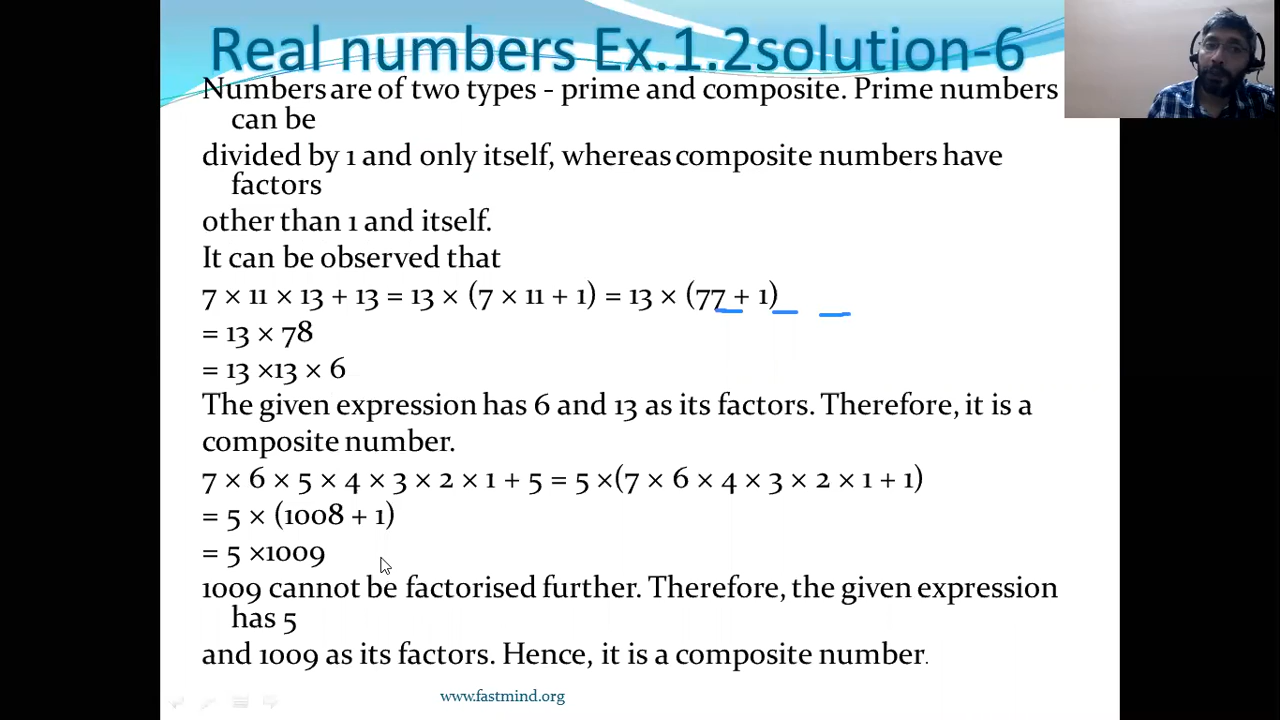 Real numbers Ex.1.2solution-6
Numbers are of two types - prime and composite. Prime numbers
can be
divided by 1 and only itself, whereas composite numbers have
factors
other than 1 and itself.
It can be observed that
7 × 11 × 13 + 13 = 13 × (7 × 11 + 1) = 13 × (77 + 1)
= 13 × 78
= 13 ×13 × 6
The given expression has 6 and 13 as its factors. Therefore, it is a
composite number.
7 × 6 × 5 × 4 × 3 × 2 × 1 + 5 = 5 ×(7 × 6 × 4 × 3 × 2 × 1 + 1)
= 5 × (1008 + 1)
= 5 ×1009
1009 cannot be factorised further. Therefore, the given expression
has 5
and 1009 as its factors. Hence, it is a composite number.
www.fastmind.org